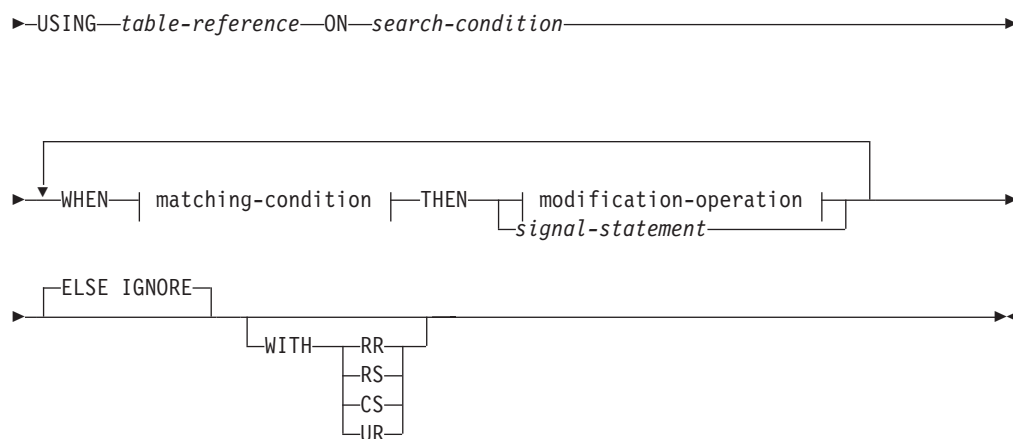 USING table-reference ON search-condition
WHEN matching-condition THEN modification-operation
signal-statement
ELSE IGNORE
WITH RR
RS
CS
UR